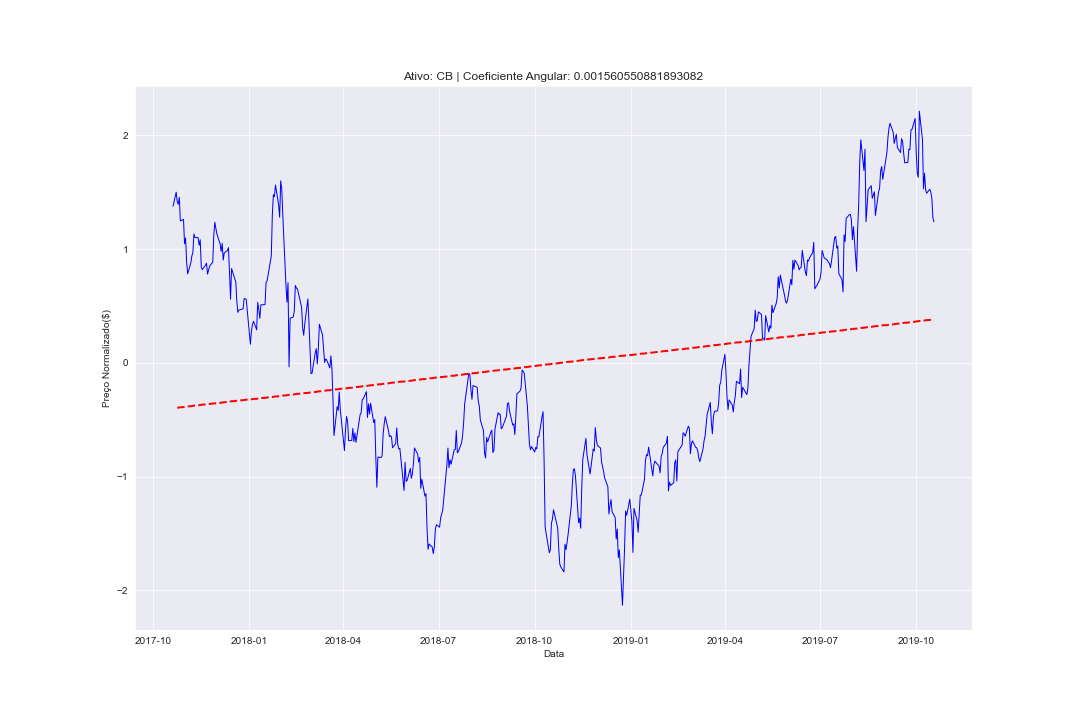 Ativo: CB | Coeficiente Angular: 0.001560550881893082
Preço Normalizado($)
2
1
0
−1
−2
2017-10 2018-01 2018-04 2018-07 2018-10 2019-01 2019-04 2019-07 2019-10
Data